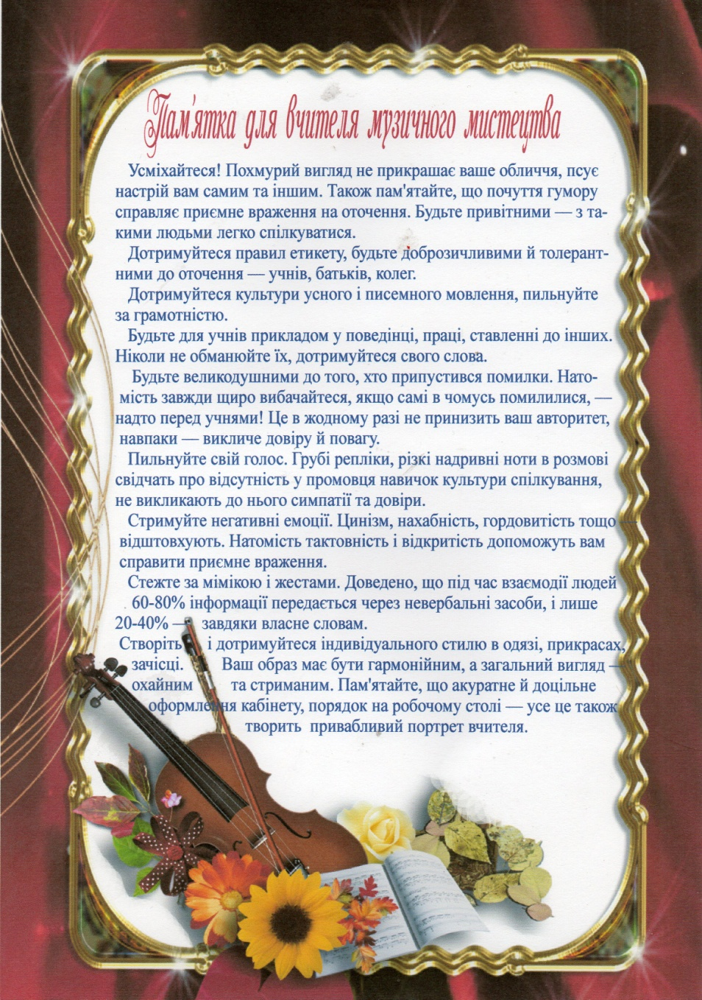 Пам'ятка для вчителя музичного мистецтва
Усміхайтеся! Похмурий вигляд не прикрашає ваше обличчя, псує
настрій вам самим та іншим. Також пам'ятайте, що почуття гумору
справляє приємне враження на оточення. Будьте привітними — з та-
кими людьми легко спілкуватися.
Дотримуйтеся правил етикету, будьте доброзичливими й толерант-
ними до оточення — учнів, батьків, колег.
Дотримуйтеся культури усного і писемного мовлення, пильнуйте
за грамотністю.
Будьте для учнів прикладом у поведінці, праці, ставленні до інших.
Ніколи не обманюйте їх, дотримуйтеся свого слова.
Будьте великодушними до того, хто припустився помилки. Нато-
мість завжди щиро вибачайтеся, якщо самі в чомусь помилилися, —
надто перед учнями! Це в жодному разі не принизить ваш авторитет,
навпаки — викличе довіру й повагу.
Пильнуйте свій голос. Грубі репліки, різкі надривні ноти в розмові
свідчать про відсутність у промовця навичок культури спілкування,
не викликають до нього симпатії та довіри.
Стримуйте негативні емоції. Цинізм, нахабність, гордовитість тощо —
відштовхують. Натомість тактовність і відкритість допоможуть вам
справити приємне враження.
Стежте за мімікою і жестами. Доведено, що під час взаємодії людей
60-80% інформації передається через невербальні засоби, і лише
20-40% — завдяки власне словам.
Створіть і дотримуйтеся індивідуального стилю в одязі, прикрасах,
зачісці. Ваш образ має бути гармонійним, а загальний вигляд —
охайним та стриманим. Пам'ятайте, що акуратне й доцільне
оформлення кабінету, порядок на робочому столі — усе це також
творить привабливий портрет вчителя.